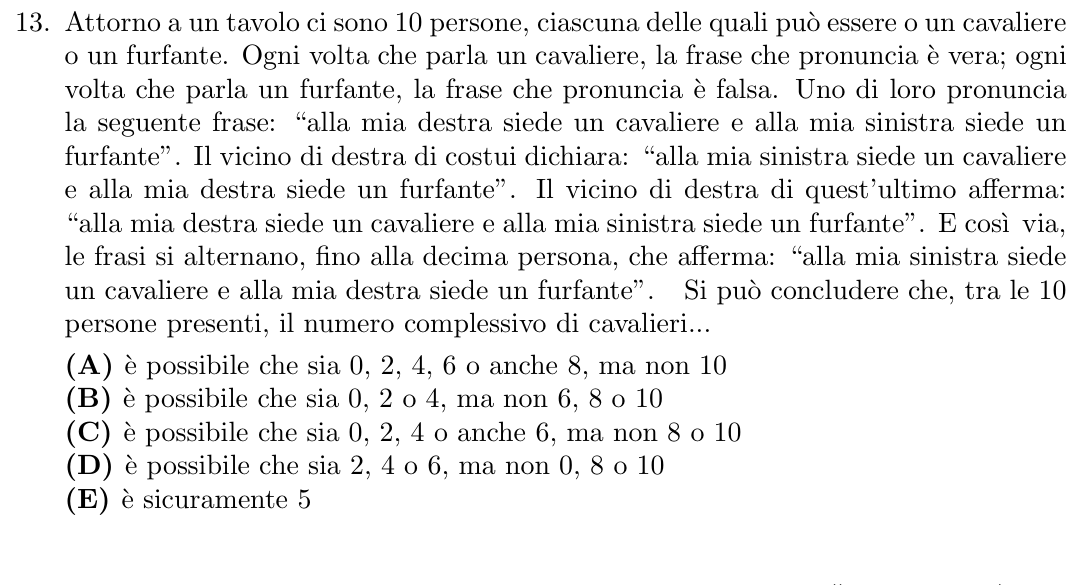 13. Attorno a un tavolo ci sono 10 persone, ciascuna delle quali può essere o un cavaliere
o un furfante. Ogni volta che parla un cavaliere, la frase che pronuncia è vera; ogni
volta che parla un furfante, la frase che pronuncia è falsa. Uno di loro pronuncia
la seguente frase: “alla mia destra siede un cavaliere e alla mia sinistra siede un
furfante”. Il vicino di destra di costui dichiara: “alla mia sinistra siede un cavaliere
e alla mia destra siede un furfante”. Il vicino di destra di quest’ultimo afferma:
“alla mia destra siede un cavaliere e alla mia sinistra siede un furfante”. E così via,
le frasi si alternano, fino alla decima persona, che afferma: “alla mia sinistra siede
un cavaliere e alla mia destra siede un furfante”. Si può concludere che, tra le 10
persone presenti, il numero complessivo di cavalieri...
(A) è possibile che sia 0, 2, 4, 6 o anche 8, ma non 10
(B) è possibile che sia 0, 2 o 4, ma non 6, 8 o 10
(C) è possibile che sia 0, 2, 4 o anche 6, ma non 8 o 10
(D) è possibile che sia 2, 4 o 6, ma non 0, 8 o 10
(E) è sicuramente 5